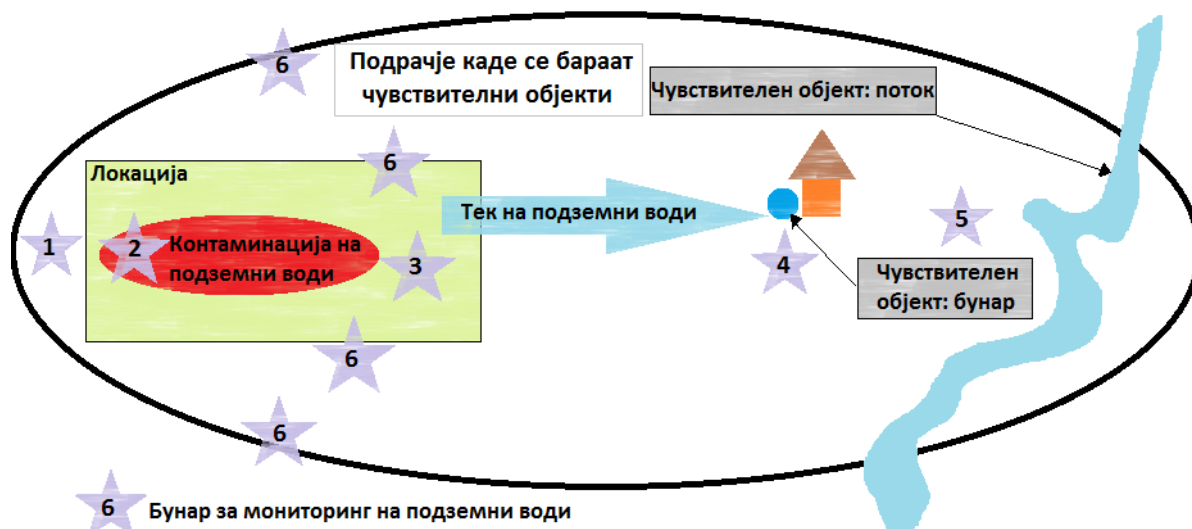 6
Подрачје каде се бараат
чувствителни објекти
Чувствителен објект: поток
6
Локација
Тек на подземни води
5
1
2
Контаминација на
подземни води
3
4
Чувствителен
објект: бунар
6
6
6
Бунар за мониторинг на подземни води